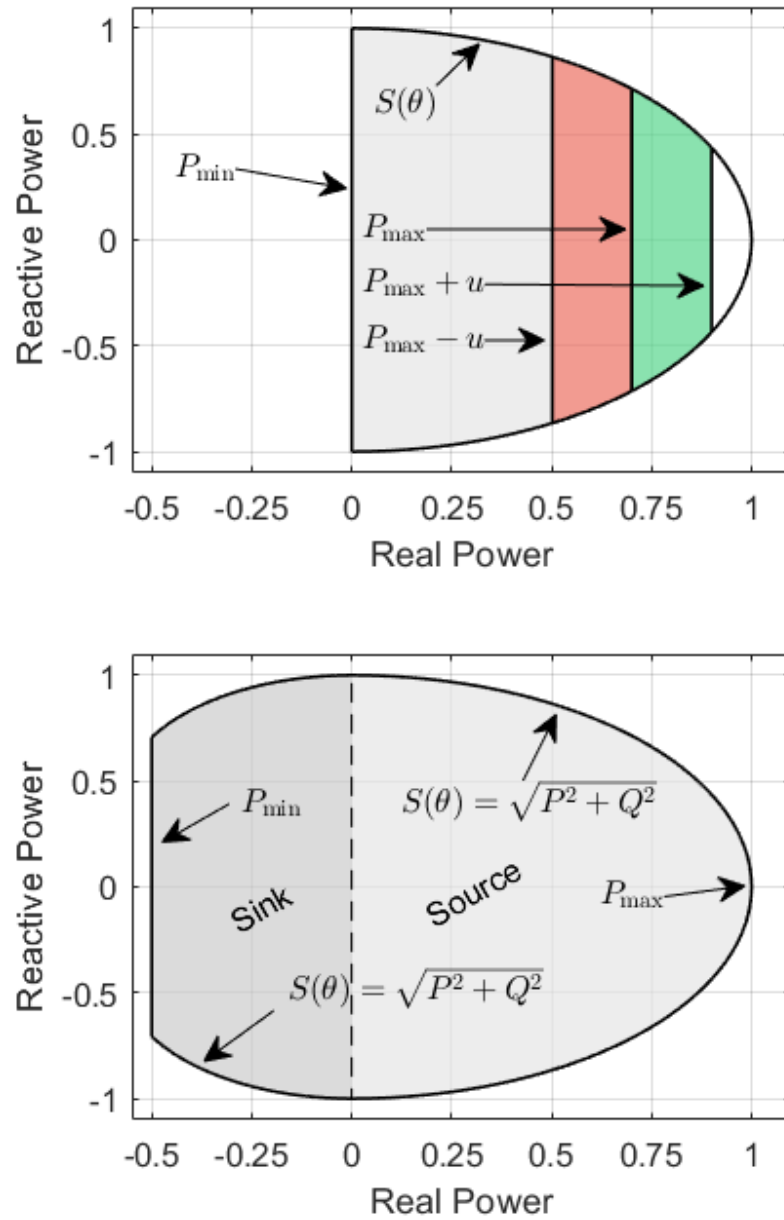 1
S(θ)
0.5
P_min
Reactive Power
P_max
0
P_max + u
P_max − u
-0.5
-1
-0.5 -0.25 0 0.25 0.5 0.75 1
Real Power
1
0.5
S(θ) = √(P² + Q²)
P_min
Reactive Power
0
Sink
Source
P_max
-0.5
S(θ) = √(P² + Q²)
-1
-0.5 -0.25 0 0.25 0.5 0.75 1
Real Power